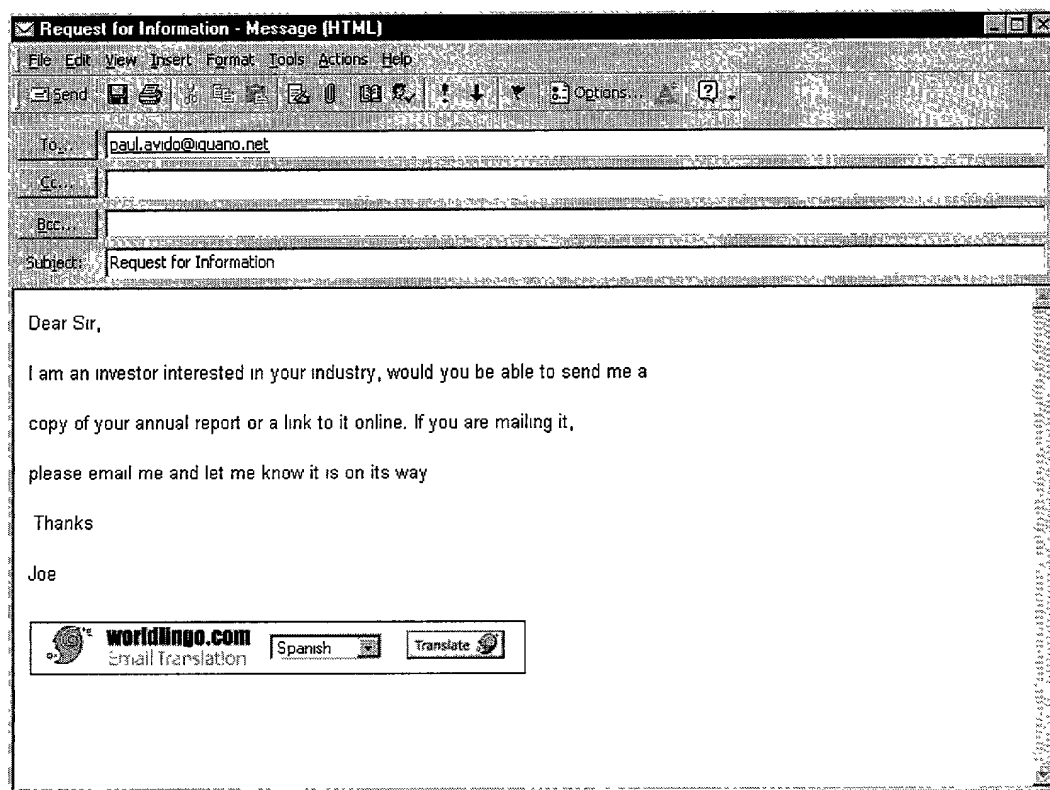 Request for Information - Message (HTML)
File Edit View Insert Format Tools Actions Help
Send Options...
To... paul.avido@iquano.net
Cc...
Bcc...
Subject: Request for Information
Dear Sir,
I am an investor interested in your industry, would you be able to send me a
copy of your annual report or a link to it online. If you are mailing it,
please email me and let me know it is on its way
Thanks
Joe
worldlingo.com
Email Translation
Spanish
Translate